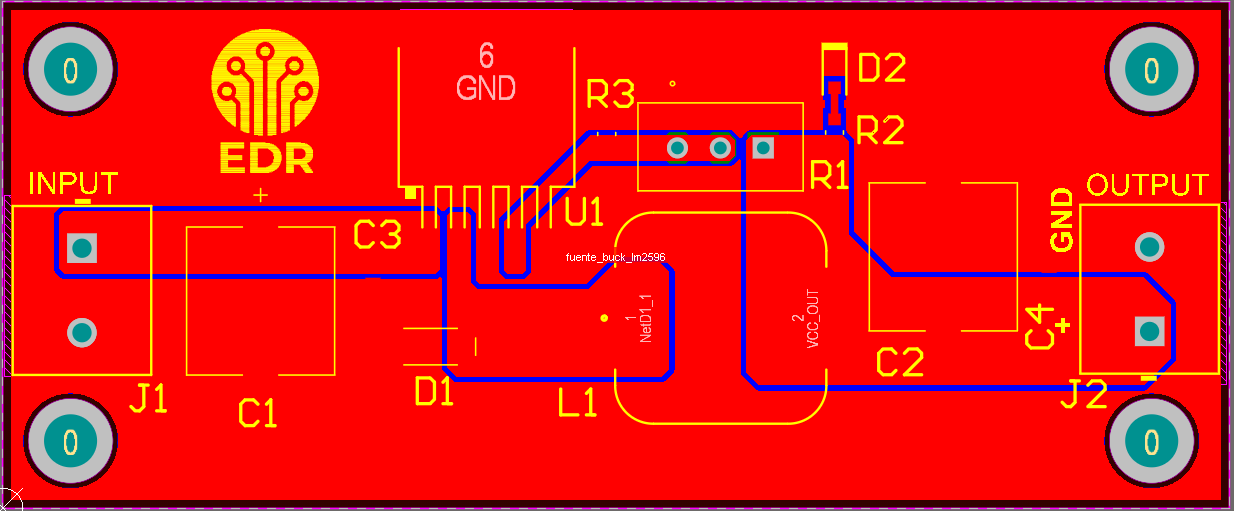 0
EDR
6
GND
R3
D2
R2
0
INPUT
+
R1
OUTPUT
GND
C3
U1
fuente_buck_lm2596
1
NetD1_1
2
VCC_OUT
C4
+
J1
C1
D1
L1
C2
J2
0
0